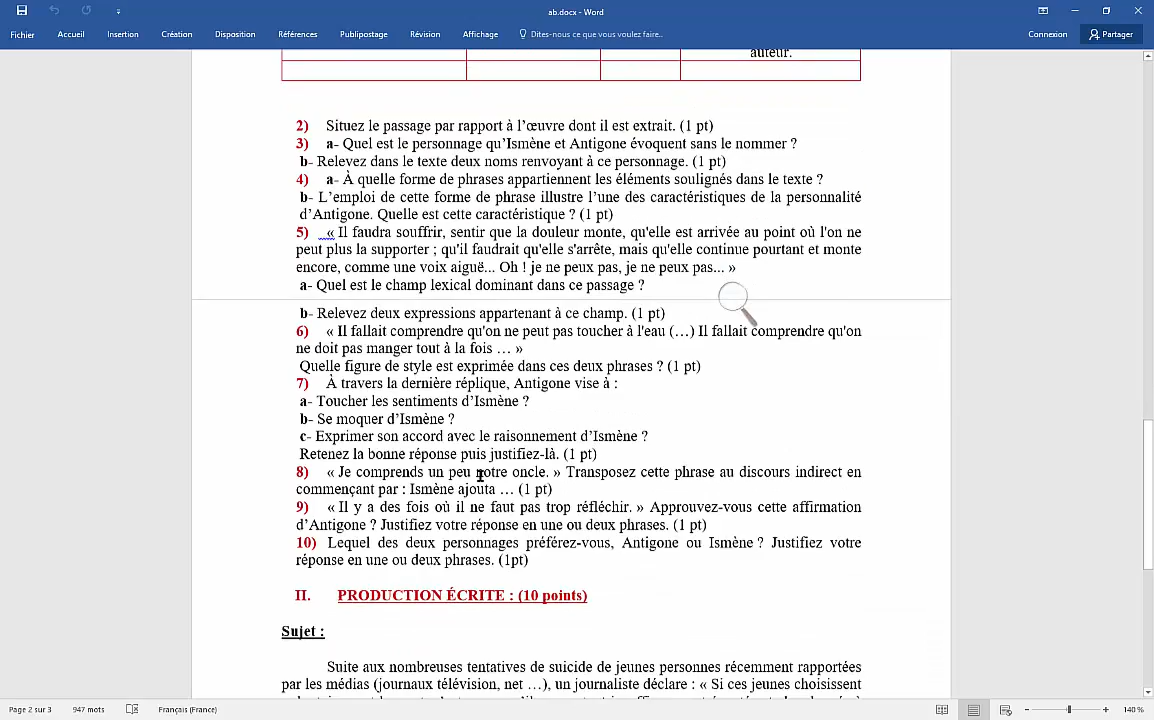 ab.docx - Word
Fichier
Accueil
Insertion
Création
Disposition
Références
Publipostage
Révision
Affichage
Dites-nous ce que vous voulez faire..
Connexion
Partager
auteur.
2) Situez le passage par rapport à l'œuvre dont il est extrait. (1 pt)
3) a- Quel est le personnage qu'Ismène et Antigone évoquent sans le nommer ?
b- Relevez dans le texte deux noms renvoyant à ce personnage. (1 pt)
4) a- À quelle forme de phrases appartiennent les éléments soulignés dans le texte ?
b- L'emploi de cette forme de phrase illustre l'une des caractéristiques de la personnalité
d'Antigone. Quelle est cette caractéristique ? (1 pt)
5) « Il faudra souffrir, sentir que la douleur monte, qu'elle est arrivée au point où l'on ne
peut plus la supporter ; qu'il faudrait qu'elle s'arrête, mais qu'elle continue pourtant et monte
encore, comme une voix aiguë... Oh ! je ne peux pas, je ne peux pas... »
a- Quel est le champ lexical dominant dans ce passage ?
b- Relevez deux expressions appartenant à ce champ. (1 pt)
6) « Il fallait comprendre qu'on ne peut pas toucher à l'eau (…) Il fallait comprendre qu'on
ne doit pas manger tout à la fois … »
Quelle figure de style est exprimée dans ces deux phrases ? (1 pt)
7) À travers la dernière réplique, Antigone vise à :
a- Toucher les sentiments d'Ismène ?
b- Se moquer d'Ismène ?
c- Exprimer son accord avec le raisonnement d'Ismène ?
Retenez la bonne réponse puis justifiez-là. (1 pt)
8) « Je comprends un peu notre oncle. » Transposez cette phrase au discours indirect en
commençant par : Ismène ajouta … (1 pt)
9) « Il y a des fois où il ne faut pas trop réfléchir. » Approuvez-vous cette affirmation
d'Antigone ? Justifiez votre réponse en une ou deux phrases. (1 pt)
10) Lequel des deux personnages préférez-vous, Antigone ou Ismène ? Justifiez votre
réponse en une ou deux phrases. (1pt)
II. PRODUCTION ÉCRITE : (10 points)
Sujet :
Suite aux nombreuses tentatives de suicide de jeunes personnes récemment rapportées
par les médias (journaux télévision, net …), un journaliste déclare : « Si ces jeunes choisissent
Page 2 sur 3
947 mots
Français (France)
140 %